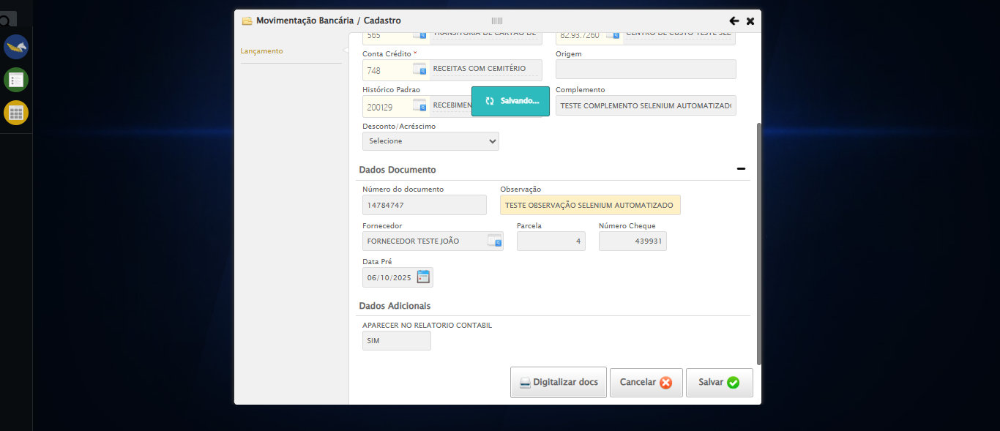 Movimentação Bancária / Cadastro
Lançamento
565 TRANSITÓRIA DE CARTÃO DE
82.93.7260 CENTRO DE CUSTO TESTE SEL
Conta Crédito *
Origem
748 RECEITAS COM CEMITÉRIO
Histórico Padrao
Complemento
200129 RECEBIMEN
Salvando...
TESTE COMPLEMENTO SELENIUM AUTOMATIZADO
Desconto/Acréscimo
Selecione
Dados Documento
Número do documento
Observação
14784747
TESTE OBSERVAÇÃO SELENIUM AUTOMATIZADO
Fornecedor
Parcela
Número Cheque
FORNECEDOR TESTE JOÃO
4
439931
Data Pré
06/10/2025
Dados Adicionais
APARECER NO RELATORIO CONTABIL
SIM
Digitalizar docs
Cancelar
Salvar